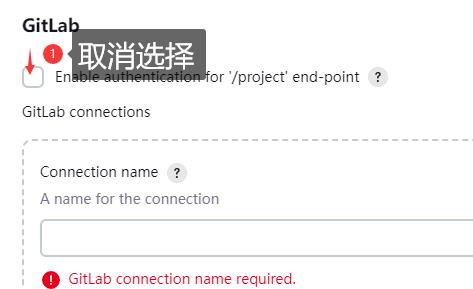 GitLab
1 取消选择
Enable authentication for '/project' end-point ?
GitLab connections
Connection name ?
A name for the connection
! GitLab connection name required.